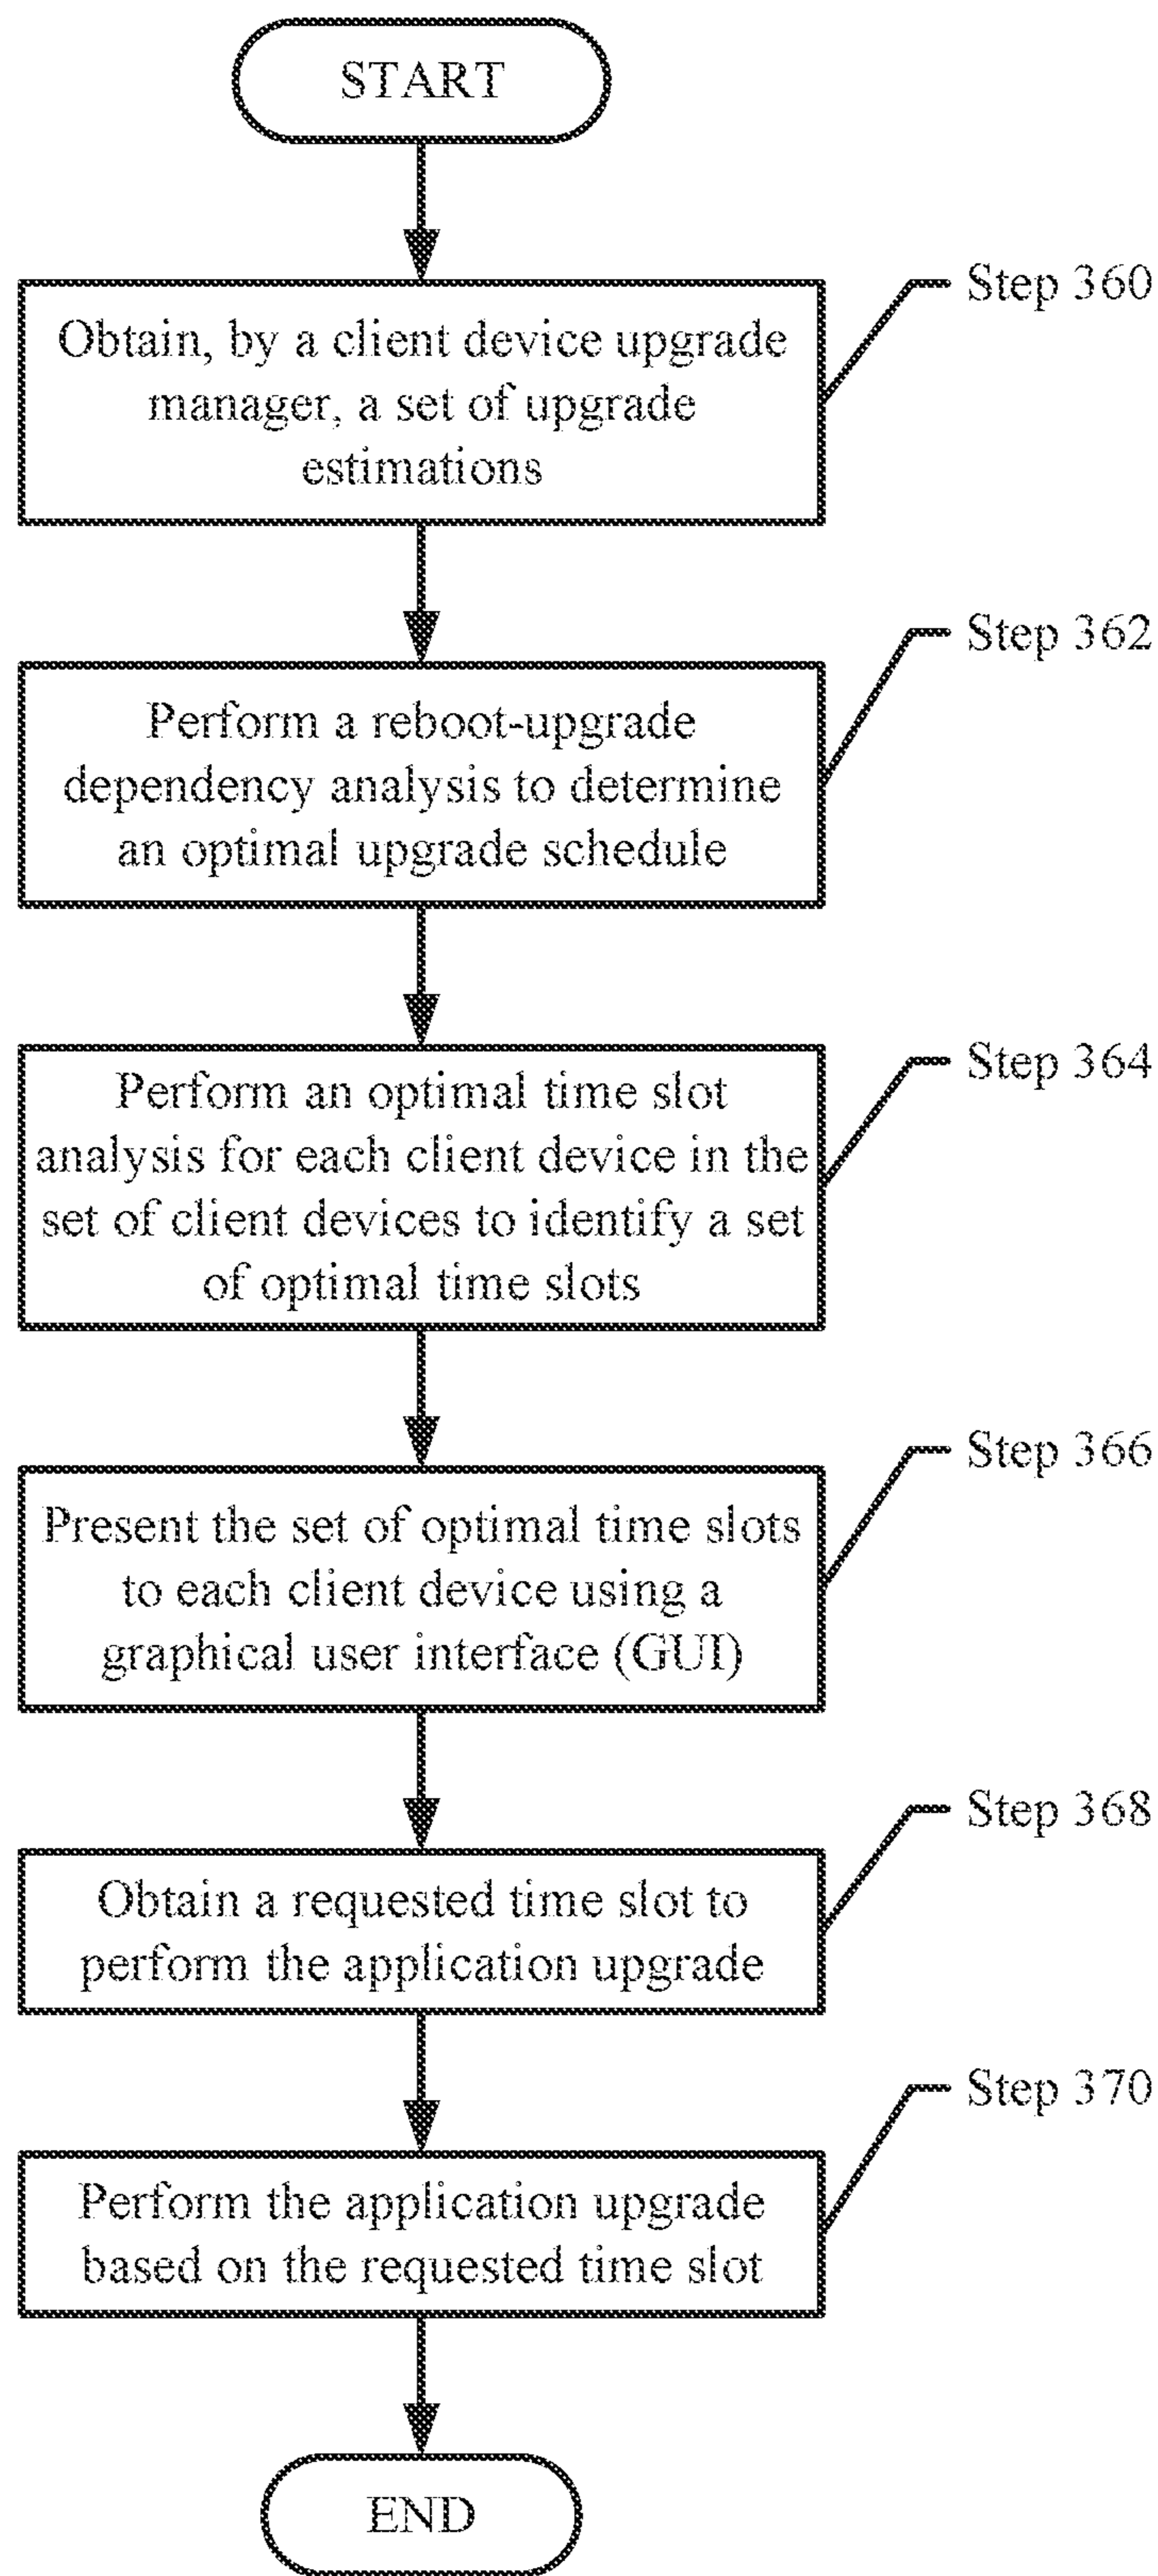 START
Step 360
Obtain, by a client device upgrade
manager, a set of upgrade
estimations
Step 362
Perform a reboot-upgrade
dependency analysis to determine
an optimal upgrade schedule
Step 364
Perform an optimal time slot
analysis for each client device in the
set of client devices to identify a set
of optimal time slots
Step 366
Present the set of optimal time slots
to each client device using a
graphical user interface (GUI)
Step 368
Obtain a requested time slot to
perform the application upgrade
Step 370
Perform the application upgrade
based on the requested time slot
END